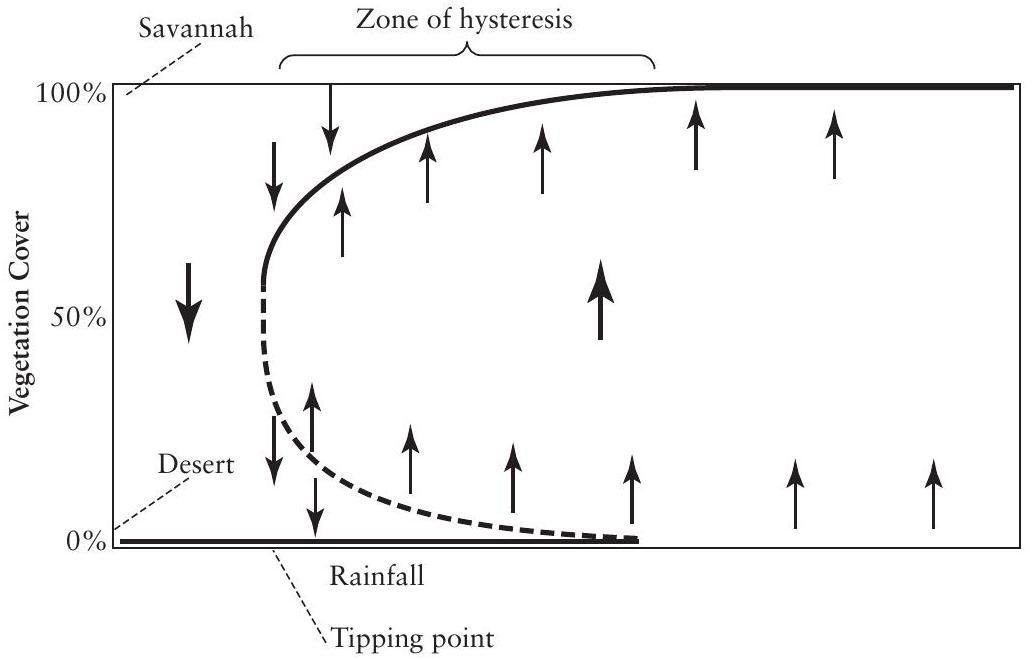 Zone of hysteresis
Savannah
100%
Vegetation Cover
50%
Desert
0%
Rainfall
Tipping point